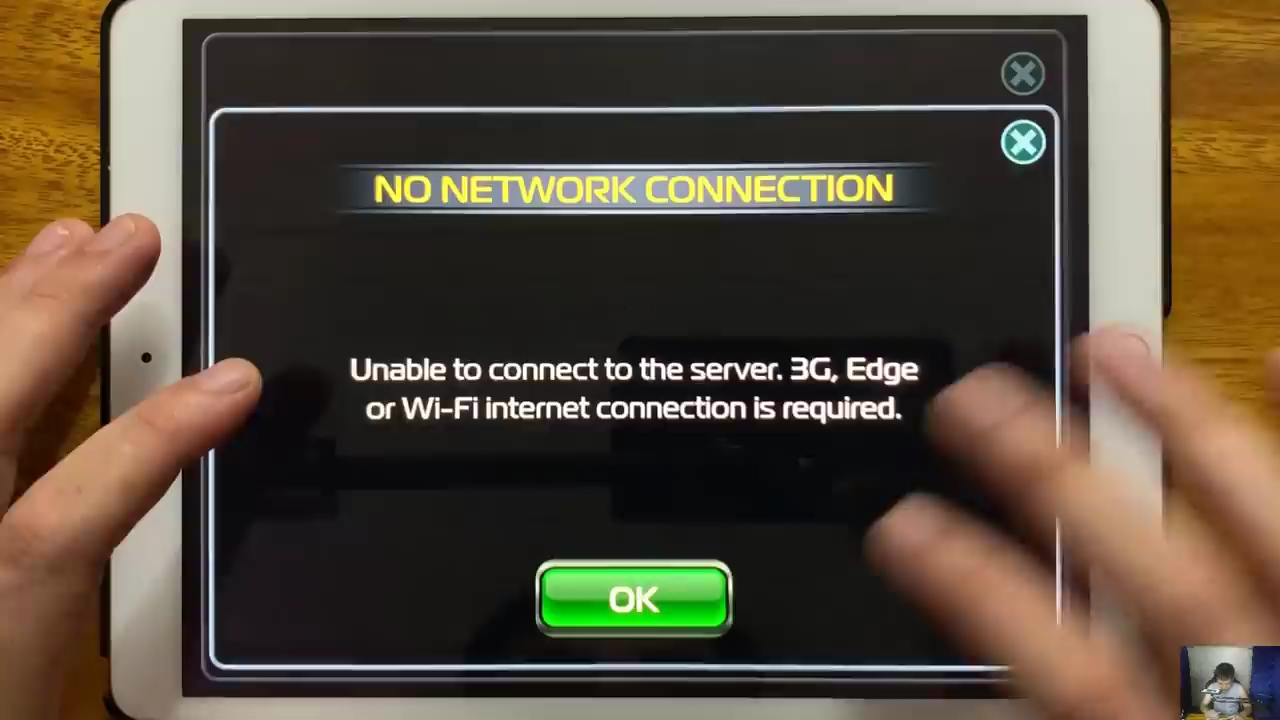 NO NETWORK CONNECTION
Unable to connect to the server. 3G, Edge
or Wi-Fi internet connection is required.
OK